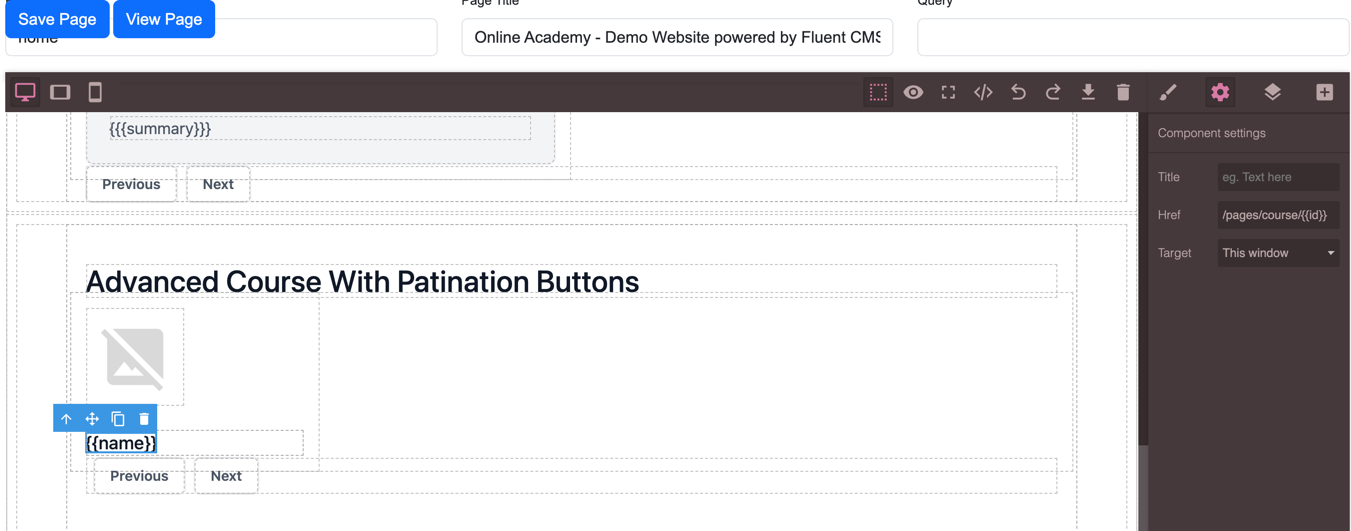 Page Title
Query
Save Page
View Page
home
Online Academy - Demo Website powered by Fluent CMS
Component settings
{{{summary}}}
Title
eg. Text here
Previous
Next
Href
/pages/course/{{id}}
Target
This window
Advanced Course With Patination Buttons
{{name}}
Previous
Next